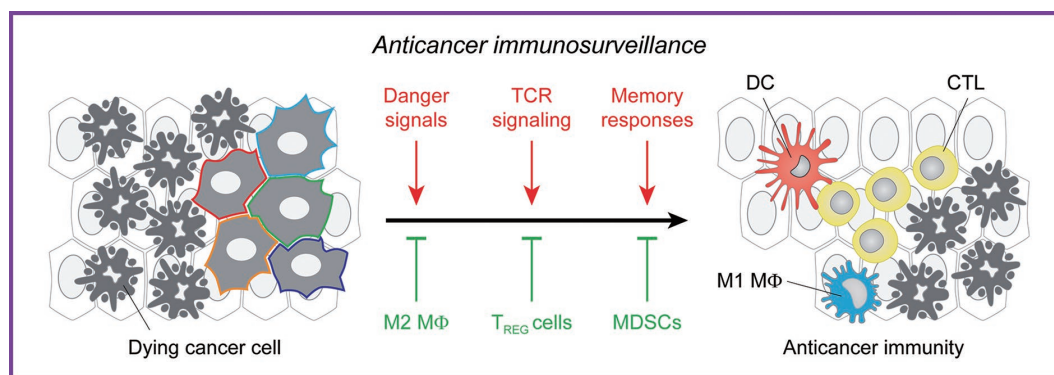 Anticancer immunosurveillance
Danger
signals
TCR
signaling
Memory
responses
DC
CTL
M2 MΦ
TREG cells
MDSCs
M1 MΦ
Dying cancer cell
Anticancer immunity